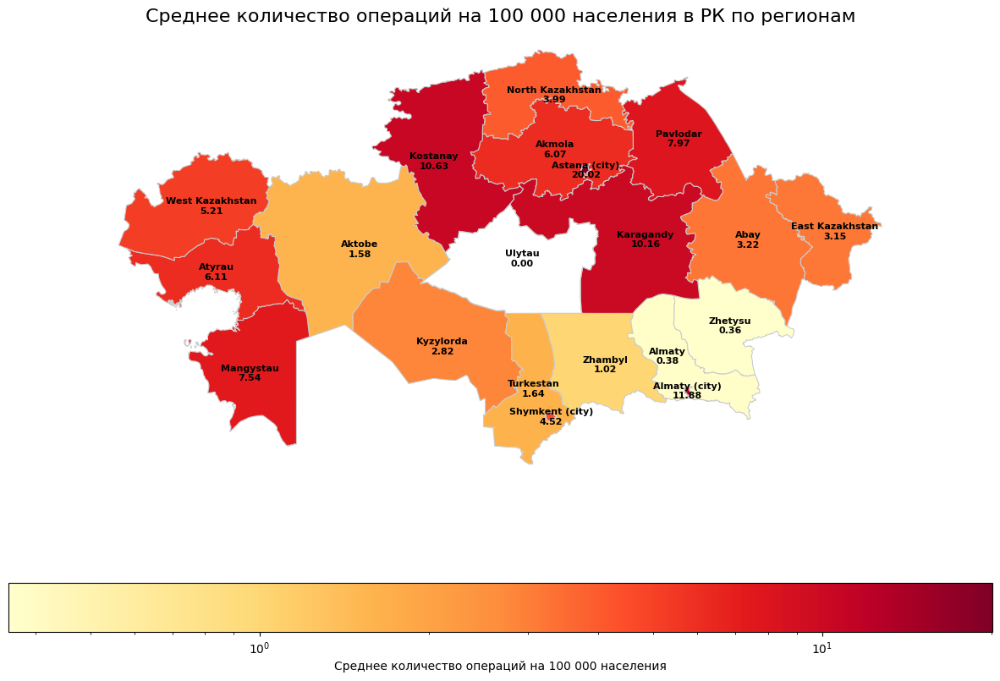 Среднее количество операций на 100 000 населения в РК по регионам
North Kazakhstan
3.99
Pavlodar
7.97
Akmola
6.07
Kostanay
10.63
Astana (city)
20.02
West Kazakhstan
5.21
East Kazakhstan
3.15
Karagandy
10.16
Abay
3.22
Aktobe
1.58
Ulytau
0.00
Atyrau
6.11
Zhetysu
0.36
Kyzylorda
2.82
Almaty
0.38
Zhambyl
1.02
Mangystau
7.54
Turkestan
1.64
Almaty (city)
11.88
Shymkent (city)
4.52
10⁰
10¹
Среднее количество операций на 100 000 населения